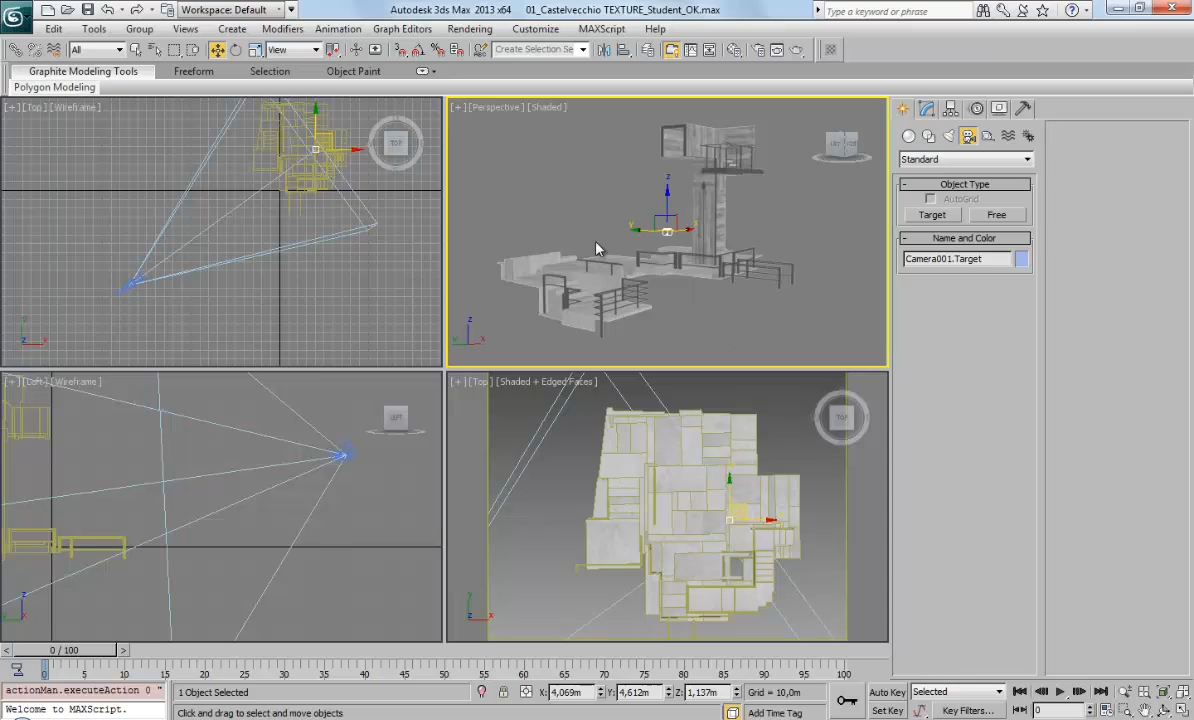 Workspace: Default
Autodesk 3ds Max 2013 x64 01_Castelvecchio TEXTURE_Student_OK.max
Type a keyword or phrase
Edit Tools Group Views Create Modifiers Animation Graph Editors Rendering Customize MAXScript Help
All View Create Selection Se
Graphite Modeling Tools Freeform Selection Object Paint
Polygon Modeling
[+] [Top] [Wireframe]
TOP
[+] [Perspective] [Shaded]
Standard
- Object Type
AutoGrid
Target Free
- Name and Color
Camera001.Target
[+] [Left] [Wireframe]
LEFT
[+] [Top] [Shaded + Edged Faces]
TOP
< 0 / 100 >
0 5 10 15 20 25 30 35 40 45 50 55 60 65 70 75 80 85 90 95 100
actionMan.executeAction 0 "
1 Object Selected
X: 4,069m Y: 4,612m Z: 1,137m Grid = 10,0m
Auto Key Selected
Welcome to MAXScript.
Click and drag to select and move objects
Add Time Tag
Set Key Key Filters... 0